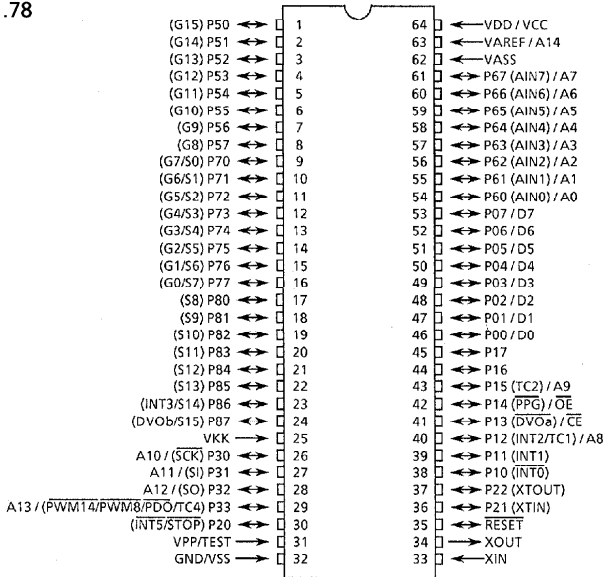 .78
(G15) P50 1 64 VDD / VCC
(G14) P51 2 63 VAREF / A14
(G13) P52 3 62 VASS
(G12) P53 4 61 P67 (AIN7) / A7
(G11) P54 5 60 P66 (AIN6) / A6
(G10) P55 6 59 P65 (AIN5) / A5
(G9) P56 7 58 P64 (AIN4) / A4
(G8) P57 8 57 P63 (AIN3) / A3
(G7/S0) P70 9 56 P62 (AIN2) / A2
(G6/S1) P71 10 55 P61 (AIN1) / A1
(G5/S2) P72 11 54 P60 (AIN0) / A0
(G4/S3) P73 12 53 P07 / D7
(G3/S4) P74 13 52 P06 / D6
(G2/S5) P75 14 51 P05 / D5
(G1/S6) P76 15 50 P04 / D4
(G0/S7) P77 16 49 P03 / D3
(S8) P80 17 48 P02 / D2
(S9) P81 18 47 P01 / D1
(S10) P82 19 46 P00 / D0
(S11) P83 20 45 P17
(S12) P84 21 44 P16
(S13) P85 22 43 P15 (TC2) / A9
(INT3/S14) P86 23 42 P14 (PPG) / OE
(DVOb/S15) P87 24 41 P13 (DVOa) / CE
VKK 25 40 P12 (INT2/TC1) / A8
A10 / (SCK) P30 26 39 P11 (INT1)
A11 / (SI) P31 27 38 P10 (INT0)
A12 / (SO) P32 28 37 P22 (XTOUT)
A13 / (PWM14/PWM8/PDO/TC4) P33 29 36 P21 (XTIN)
(INT5/STOP) P20 30 35 RESET
VPP/TEST 31 34 XOUT
GND/VSS 32 33 XIN